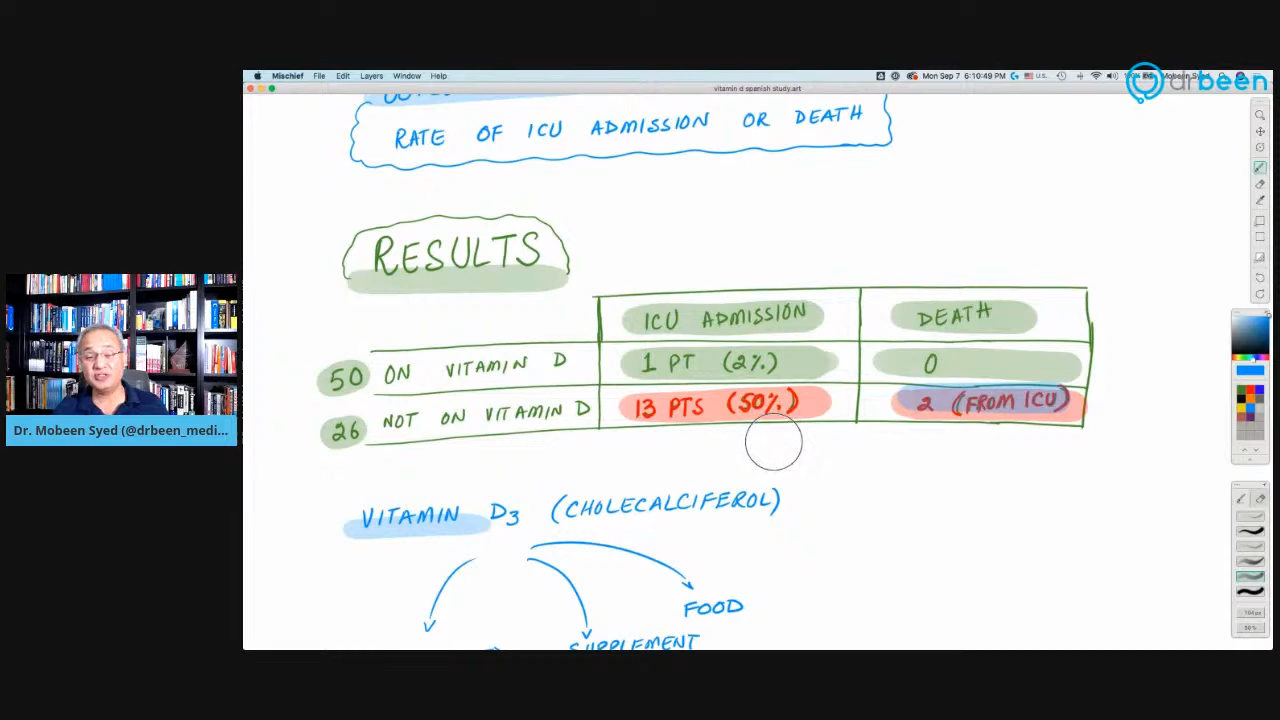 drbeen
Mischief File Edit Layers Window Help
U.S. Mon Sep 7 6:10:49 PM Mobeen Syed
vitamin d spanish study.art
RATE OF ICU ADMISSION OR DEATH
RESULTS
ICU ADMISSION DEATH
50 ON VITAMIN D 1 PT (2%) 0
26 NOT ON VITAMIN D 13 PTS (50%) 2 (FROM ICU)
Dr. Mobeen Syed (@drbeen_medi...
VITAMIN D3 (CHOLECALCIFEROL)
FOOD
SUPPLEMENT